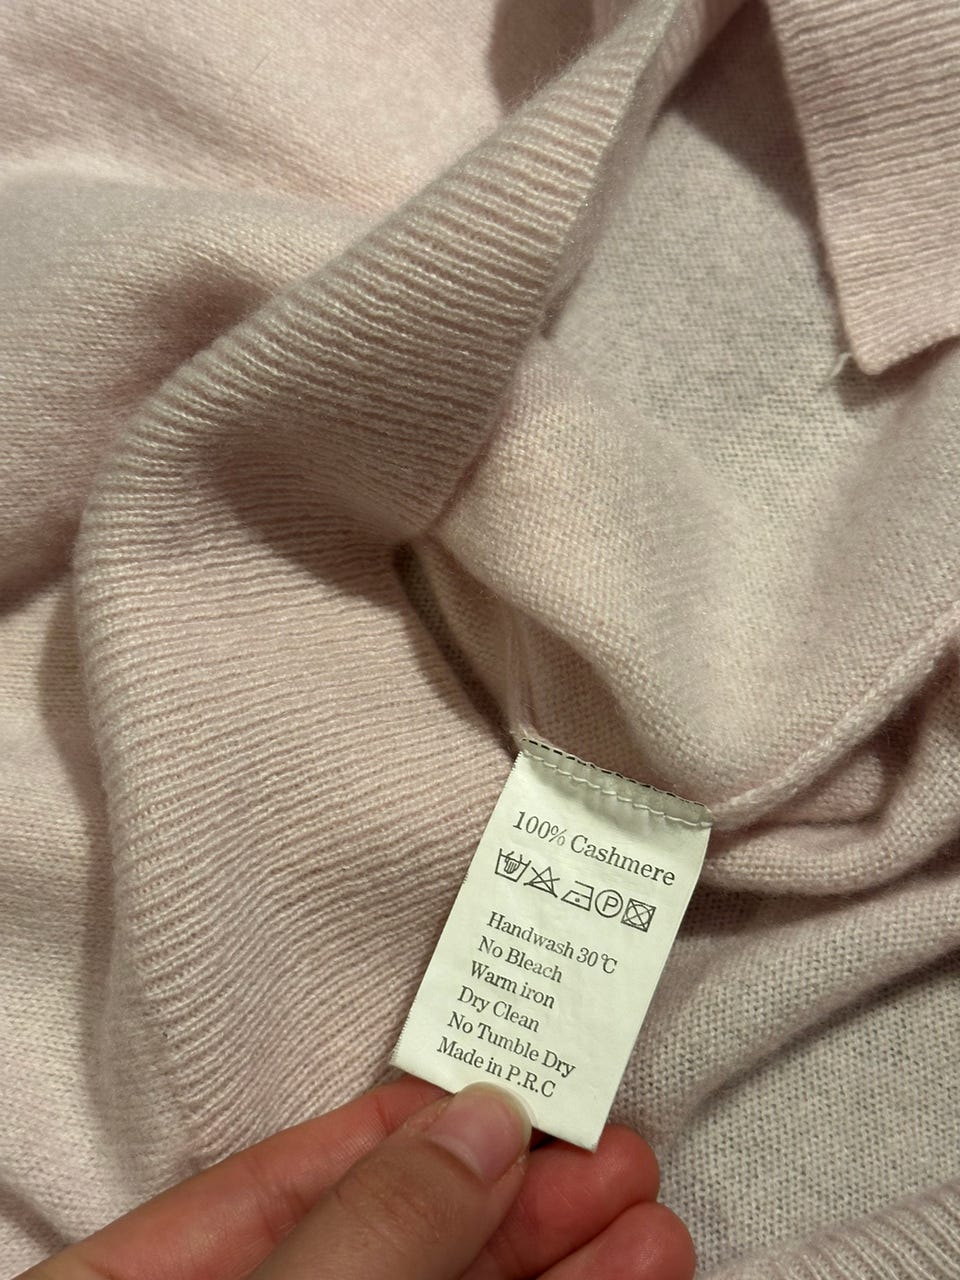 100% Cashmere
P
Handwash 30°C
No Bleach
Warm iron
Dry Clean
No Tumble Dry
Made in P.R.C